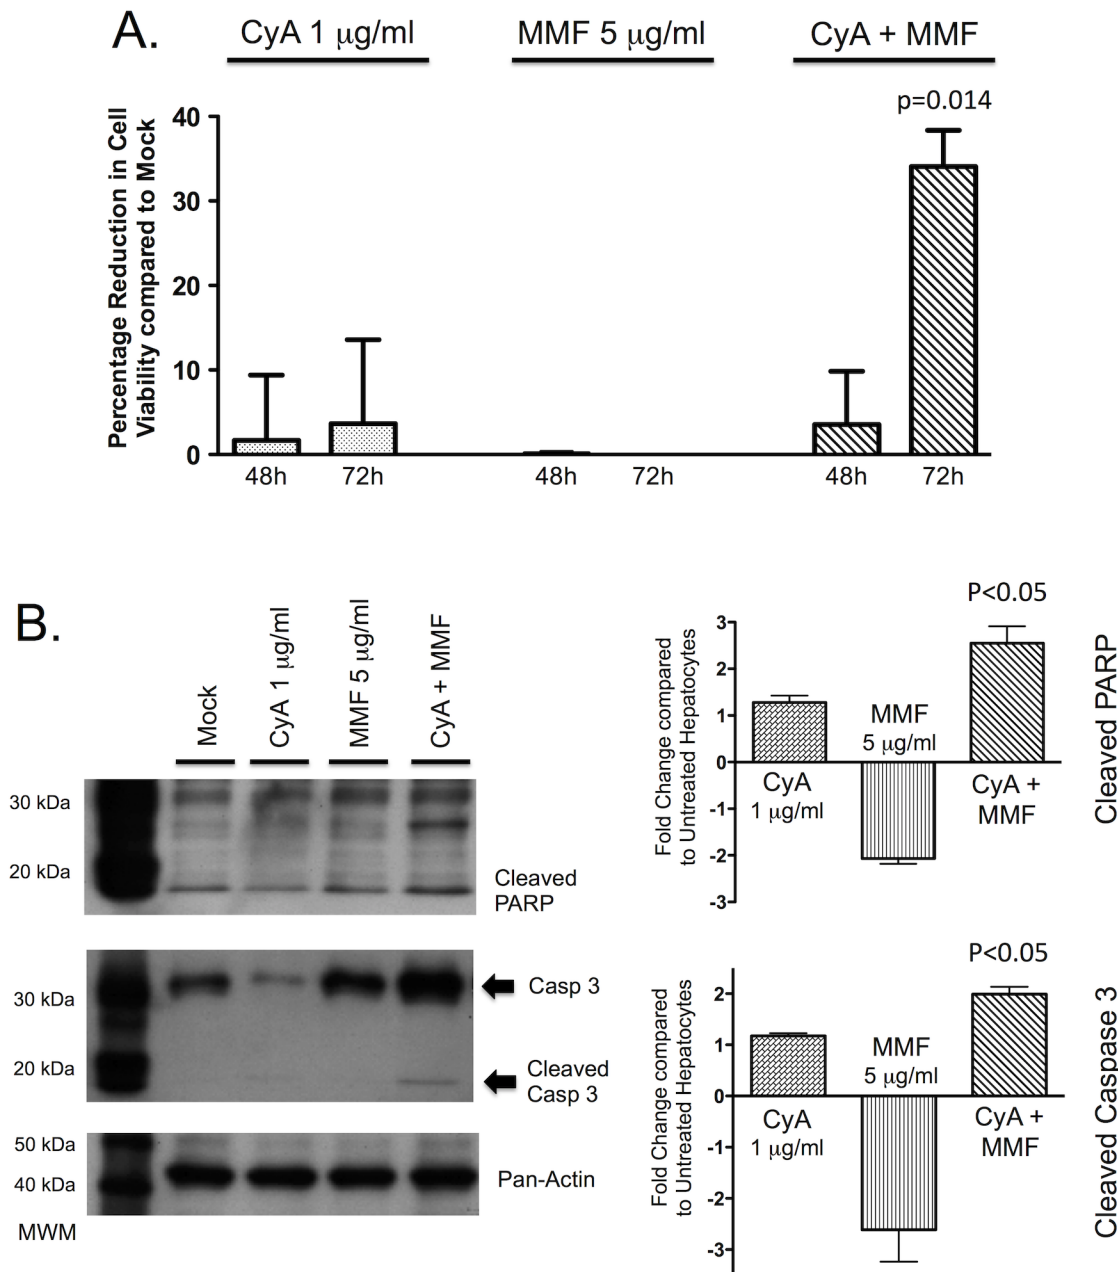 A.
CyA 1 μg/ml
MMF 5 μg/ml
CyA + MMF
p=0.014
Percentage Reduction in Cell
Viability compared to Mock
40
30
20
10
0
48h
72h
48h
72h
48h
72h
B.
Mock
CyA 1 μg/ml
MMF 5 μg/ml
CyA + MMF
30 kDa
20 kDa
Cleaved
PARP
30 kDa
20 kDa
Casp 3
Cleaved
Casp 3
50 kDa
40 kDa
Pan-Actin
MWM
P<0.05
Fold Change compared
to Untreated Hepatocytes
3
2
1
0
-1
-2
-3
CyA
1 μg/ml
MMF
5 μg/ml
CyA +
MMF
Cleaved PARP
P<0.05
Fold Change compared
to Untreated Hepatocytes
2
1
0
-1
-2
-3
CyA
1 μg/ml
MMF
5 μg/ml
CyA +
MMF
Cleaved Caspase 3